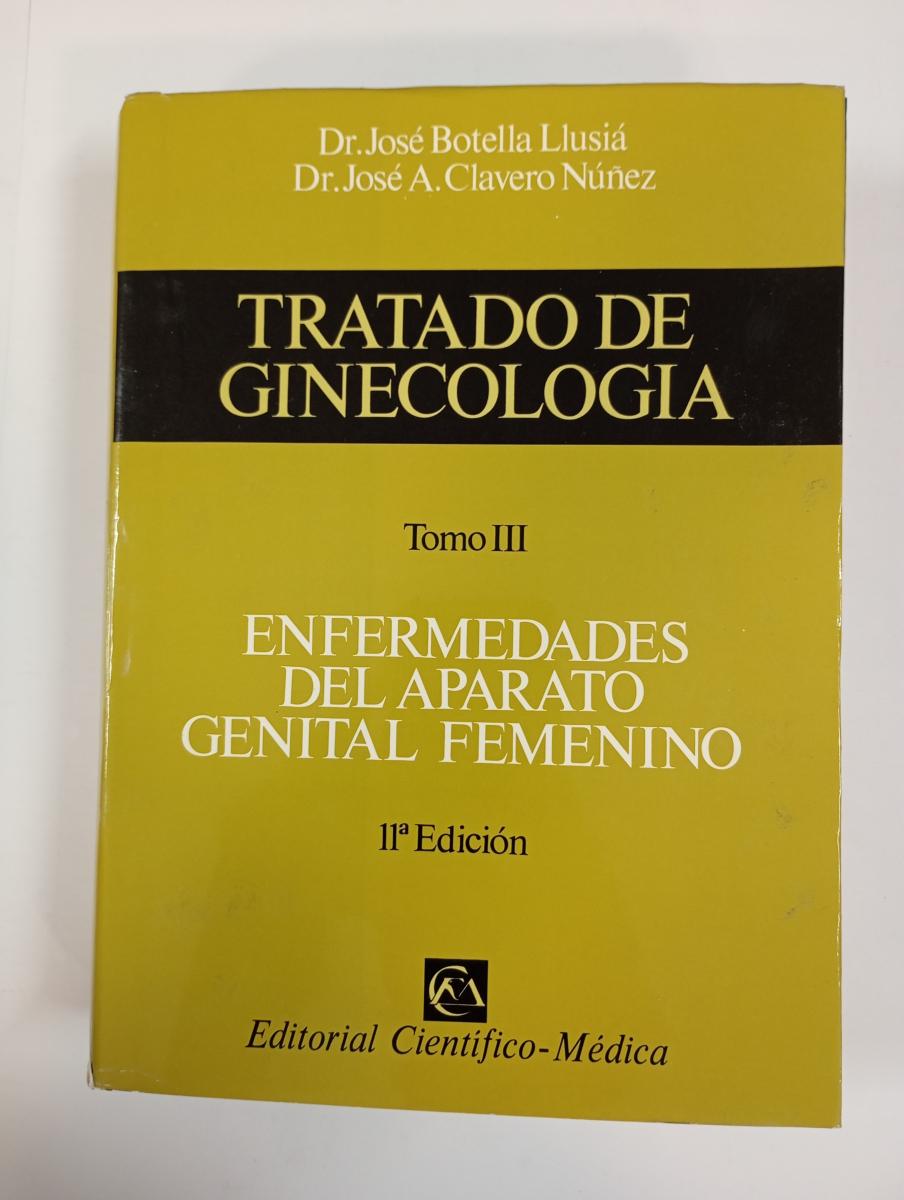 Dr. José Botella Llusiá
Dr. José A. Clavero Núñez
TRATADO DE
GINECOLOGIA
Tomo III
ENFERMEDADES
DEL APARATO
GENITAL FEMENINO
11ª Edición
Editorial Científico-Médica